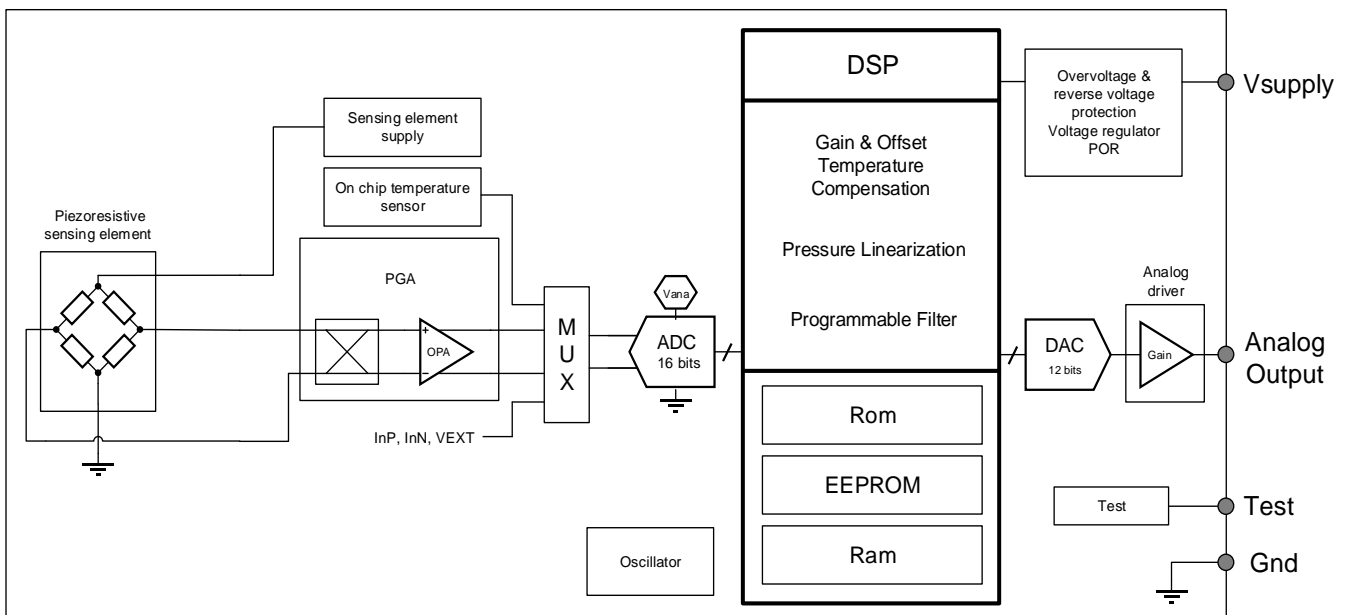 DSP
Overvoltage &
reverse voltage
protection
Voltage regulator
POR
Vsupply
Sensing element
supply
Gain & Offset
Temperature
Compensation
On chip temperature
sensor
Piezoresistive
sensing element
Pressure Linearization
PGA
Vana
Analog
driver
Programmable Filter
+
OPA
−
M
U
X
ADC
16 bits
DAC
12 bits
Gain
Analog
Output
InP, InN, VEXT
Rom
EEPROM
Test
Test
Oscillator
Ram
Gnd